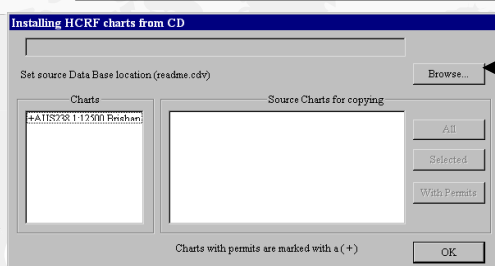 Installing HCRF charts from CD
Set source Data Base location (readme.cdv)
Browse...
Charts
Source Charts for copying
+AUS238 1:12500 Brisban
All
Selected
With Permits
Charts with permits are marked with a (+)
OK